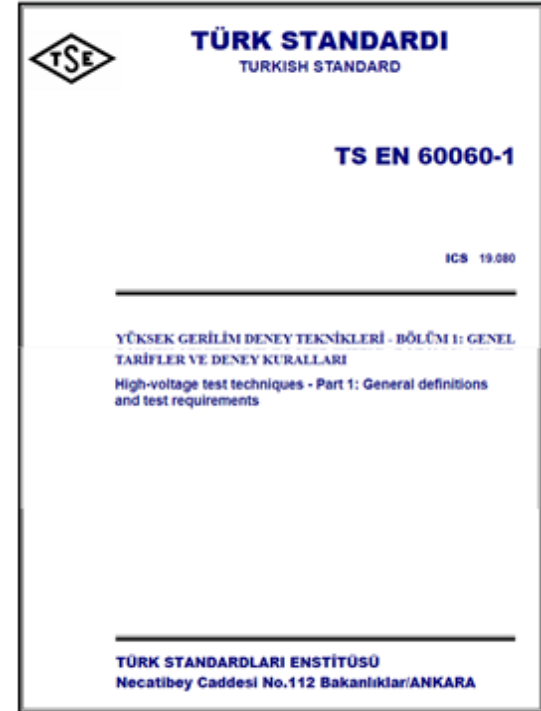 TSE
TÜRK STANDARDI
TURKISH STANDARD
TS EN 60060-1
ICS 19.080
YÜKSEK GERİLİM DENEY TEKNİKLERİ - BÖLÜM 1: GENEL
TARİFLER VE DENEY KURALLARI
High-voltage test techniques - Part 1: General definitions
and test requirements
TÜRK STANDARDLARI ENSTİTÜSÜ
Necatibey Caddesi No.112 Bakanlıklar/ANKARA